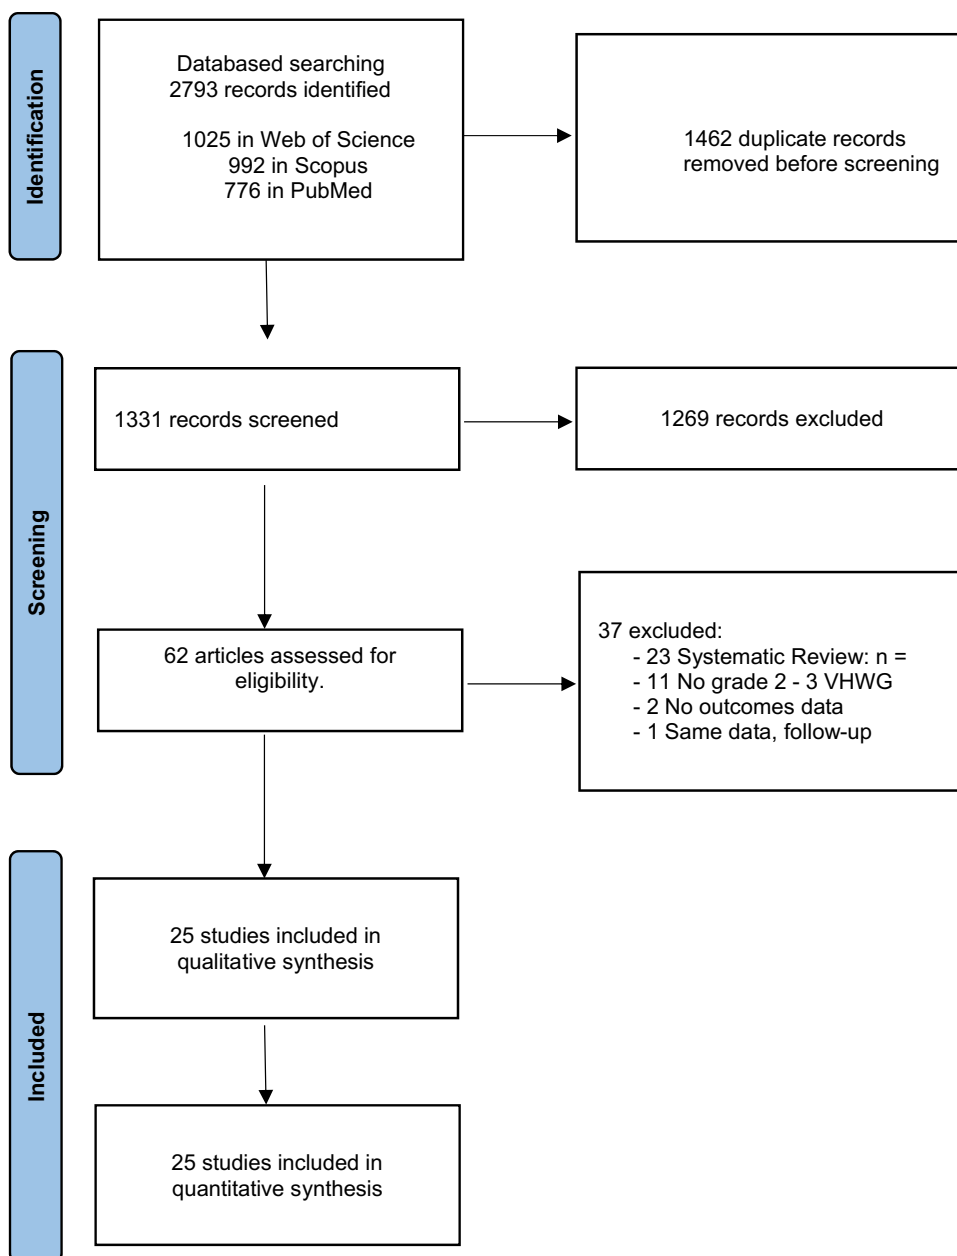 Identification
Databased searching
2793 records identified
1025 in Web of Science
992 in Scopus
776 in PubMed
1462 duplicate records
removed before screening
Screening
1331 records screened
1269 records excluded
62 articles assessed for
eligibility.
37 excluded:
- 23 Systematic Review: n =
- 11 No grade 2 - 3 VHWG
- 2 No outcomes data
- 1 Same data, follow-up
Included
25 studies included in
qualitative synthesis
25 studies included in
quantitative synthesis